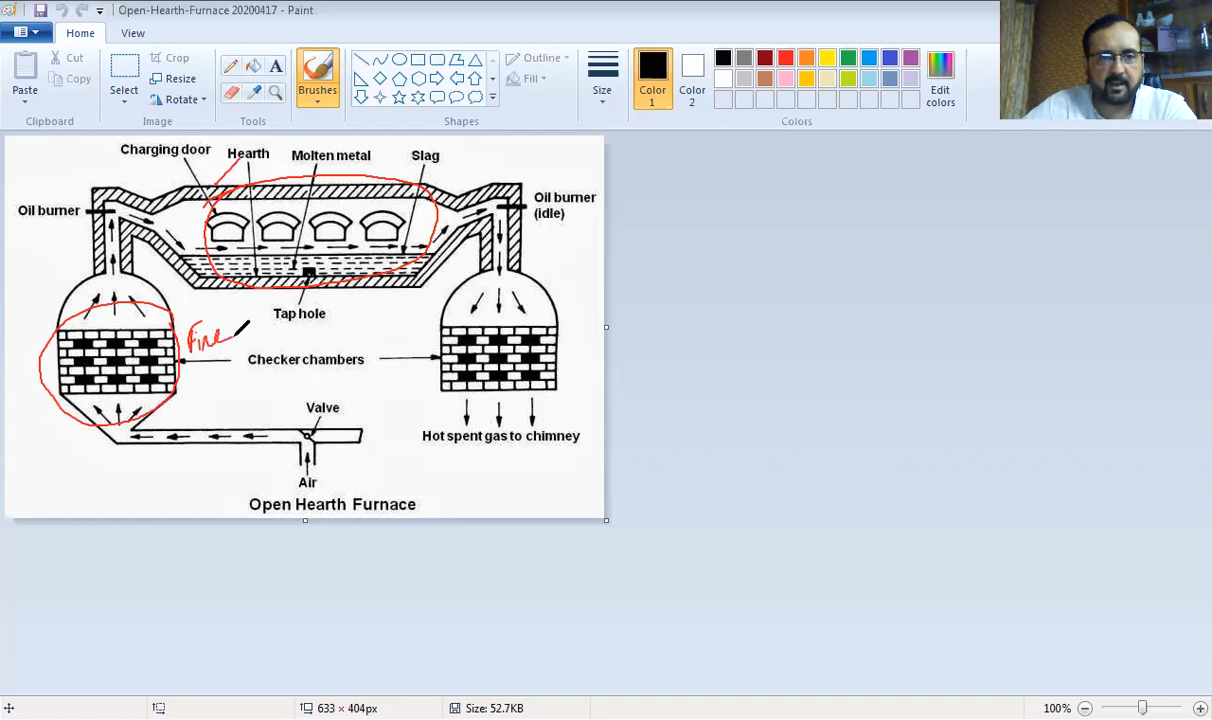 Open-Hearth-Furnace 20200417 - Paint
Home
View
Paste
Cut
Copy
Clipboard
Select
Crop
Resize
Rotate
Image
A
Tools
Brushes
Shapes
Outline
Fill
Size
Color 1
Color 2
Edit colors
Colors
Charging door
Hearth
Molten metal
Slag
Oil burner
Oil burner
(idle)
Tap hole
Fire
Checker chambers
Valve
Hot spent gas to chimney
Air
Open Hearth Furnace
633 × 404px
Size: 52.7KB
100%